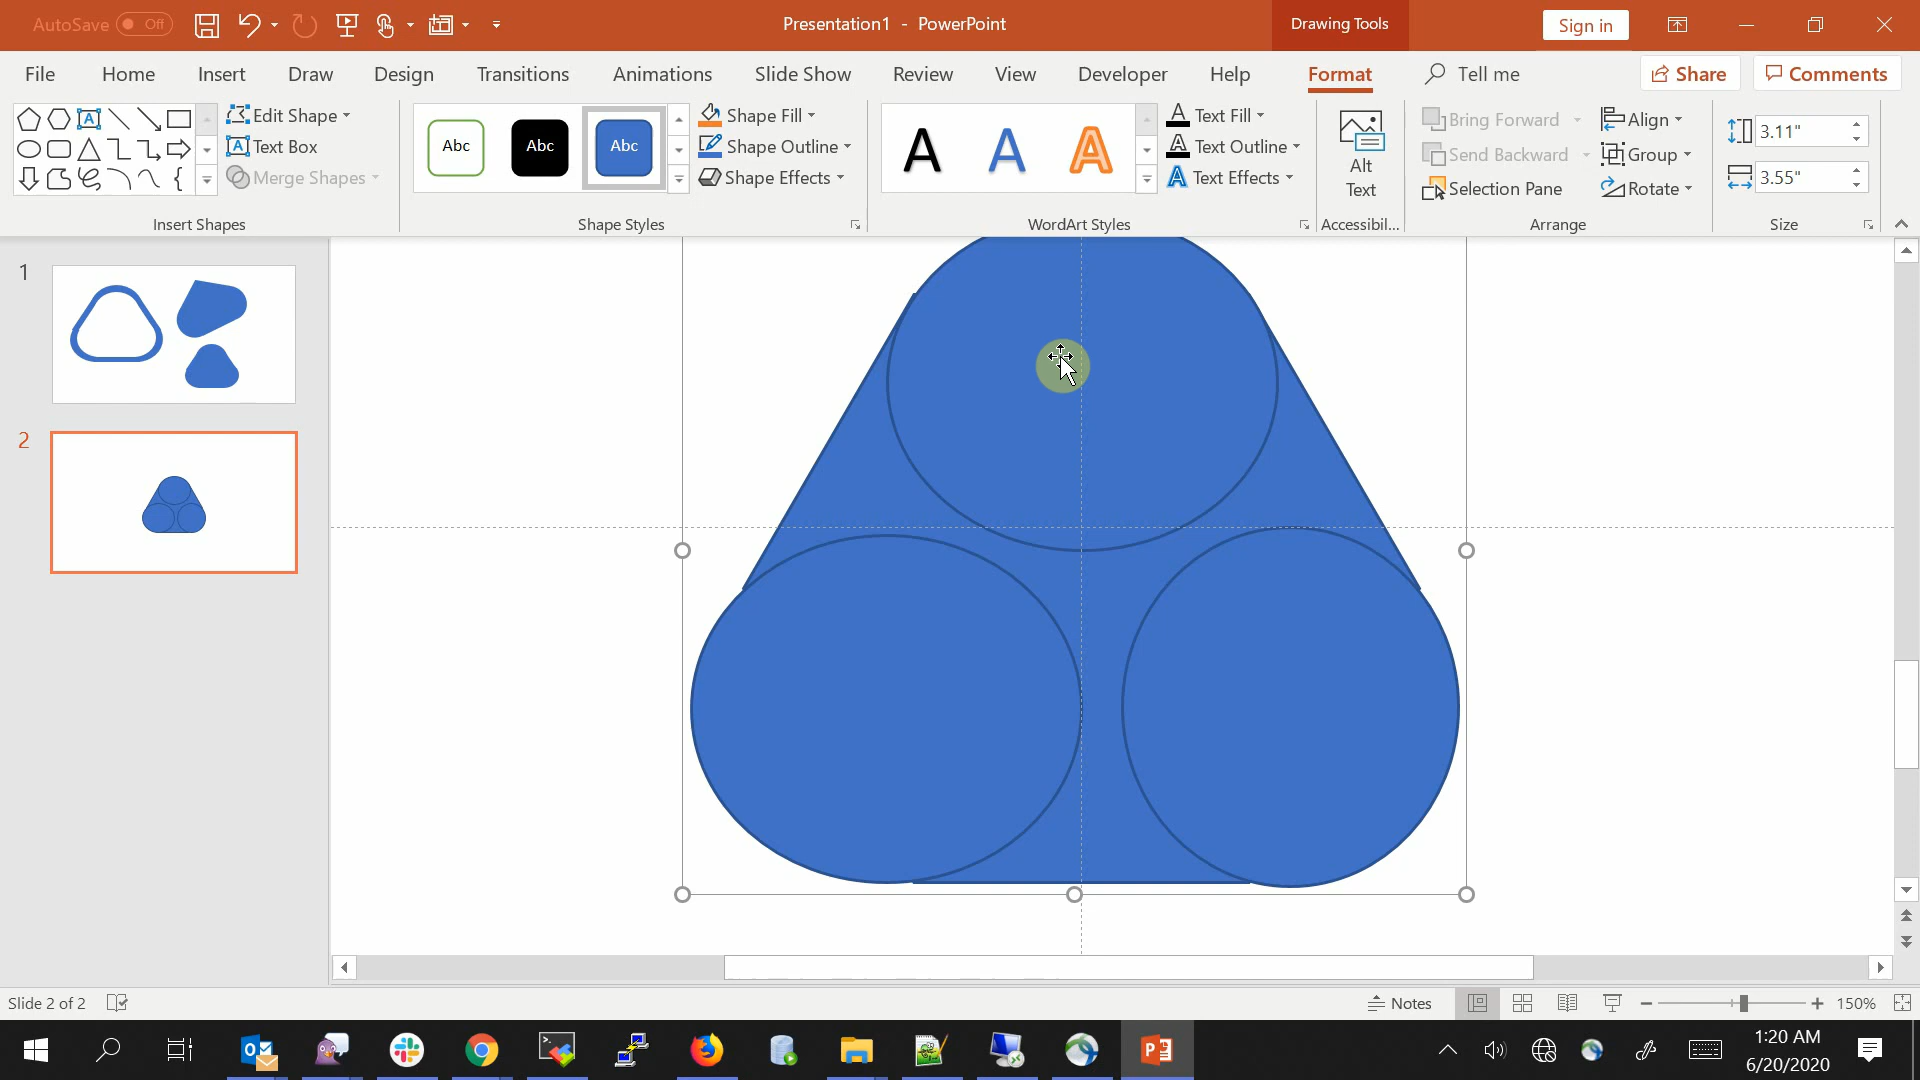 AutoSave Off
Presentation1 - PowerPoint
Drawing Tools
Sign in
File Home Insert Draw Design Transitions Animations Slide Show Review View Developer Help Format Tell me Share Comments
Edit Shape
Text Box
Merge Shapes
Insert Shapes
Abc Abc Abc
Shape Fill
Shape Outline
Shape Effects
Shape Styles
A A A
Text Fill
Text Outline
Text Effects
WordArt Styles
Alt
Text
Accessibil...
Bring Forward
Send Backward
Selection Pane
Align
Group
Rotate
Arrange
3.11"
3.55"
Size
1
2
Slide 2 of 2
Notes
150%
1:20 AM
6/20/2020